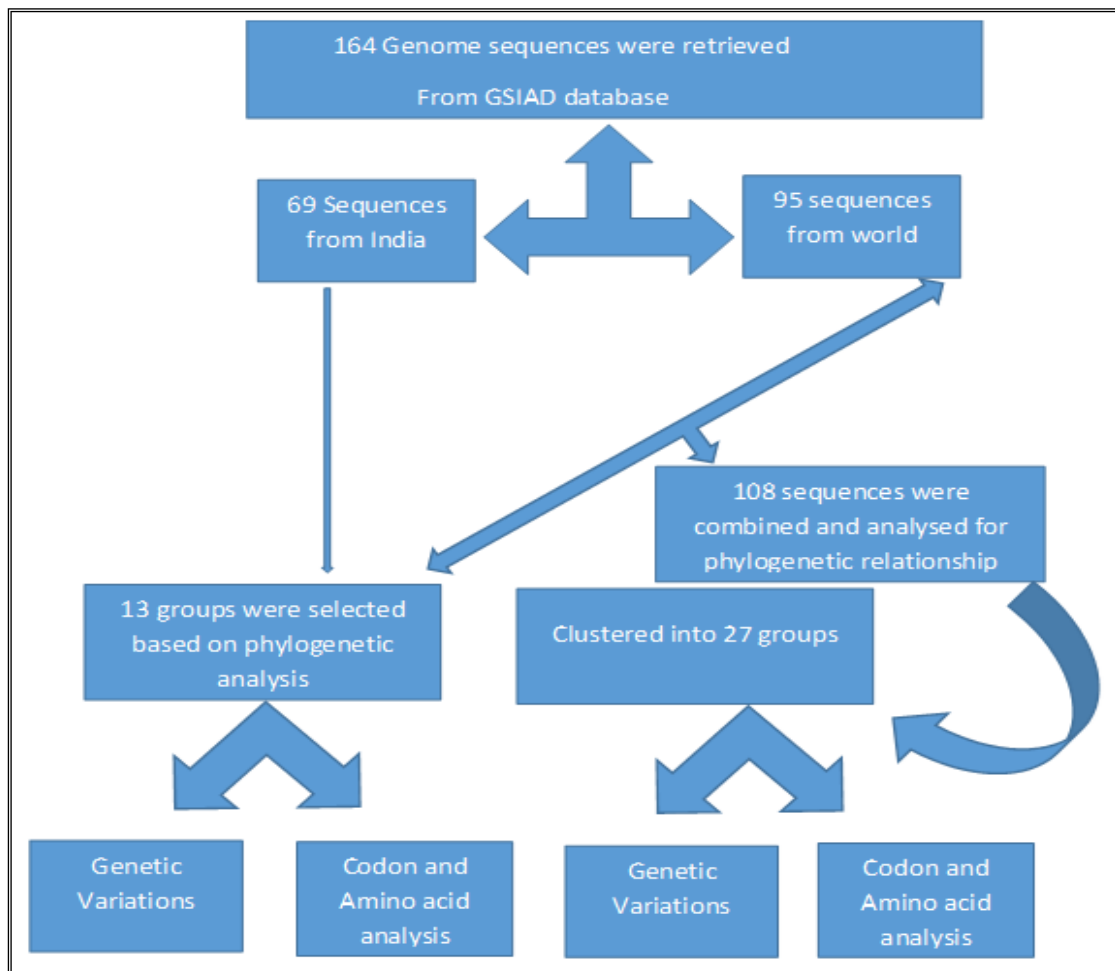 164 Genome sequences were retrieved
From GSIAD database
69 Sequences
from India
95 sequences
from world
108 sequences were
combined and analysed for
phylogenetic relationship
13 groups were selected
based on phylogenetic
analysis
Clustered into 27 groups
Genetic
Variations
Codon and
Amino acid
analysis
Genetic
Variations
Codon and
Amino acid
analysis